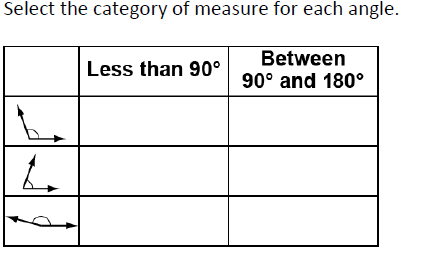 Select the category of measure for each angle.
Less than 90°
Between
90° and 180°